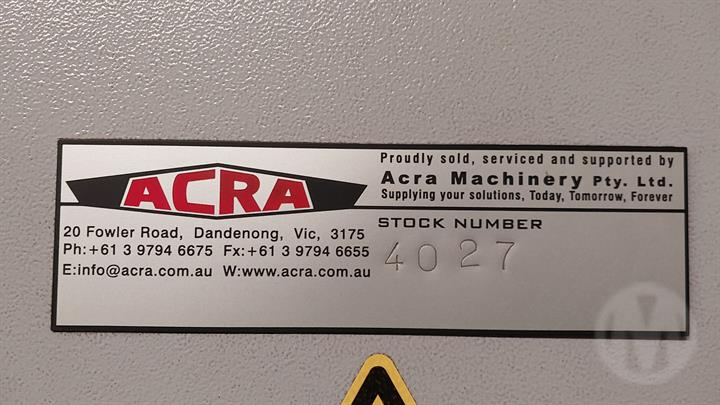 ACRA
Proudly sold, serviced and supported by
Acra Machinery Pty. Ltd.
Supplying your solutions, Today, Tomorrow, Forever
20 Fowler Road, Dandenong, Vic, 3175
Ph:+61 3 9794 6675 Fx:+61 3 9794 6655
E:info@acra.com.au W:www.acra.com.au
STOCK NUMBER
4027